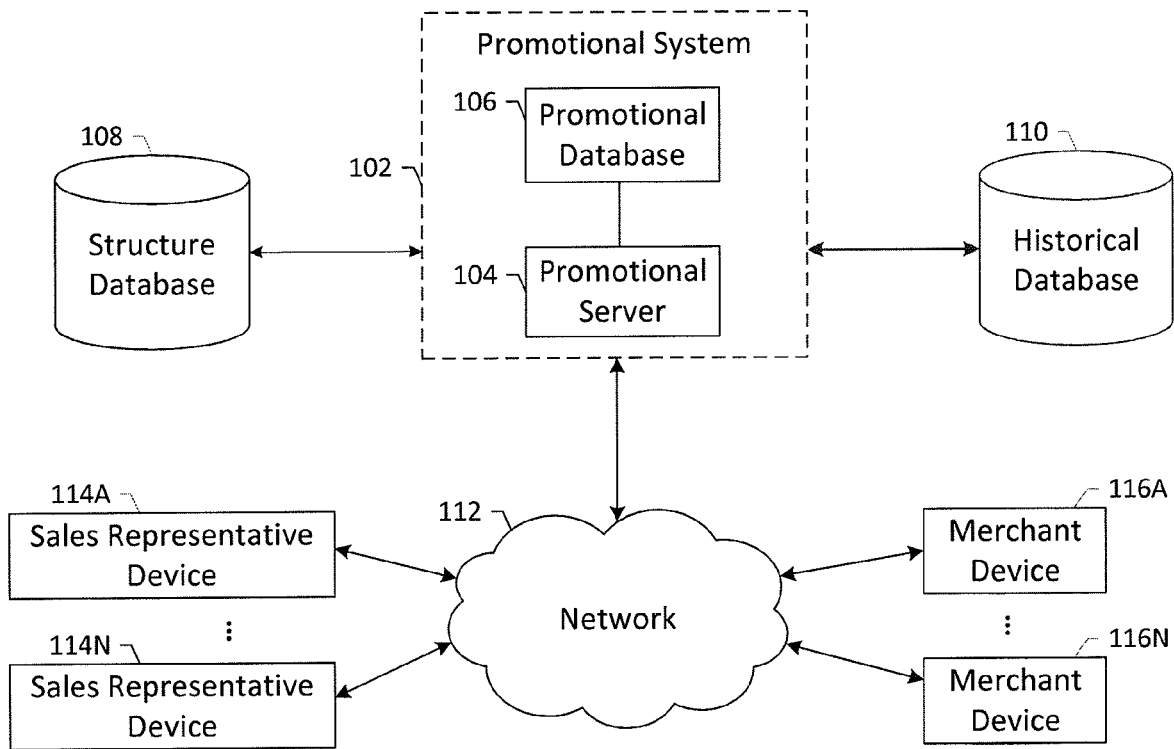 Promotional System
106
Promotional
Database
108
102
110
Structure
Database
104
Promotional
Server
Historical
Database
114A
Sales Representative
Device
112
116A
Merchant
Device
⋮
Network
⋮
114N
Sales Representative
Device
116N
Merchant
Device